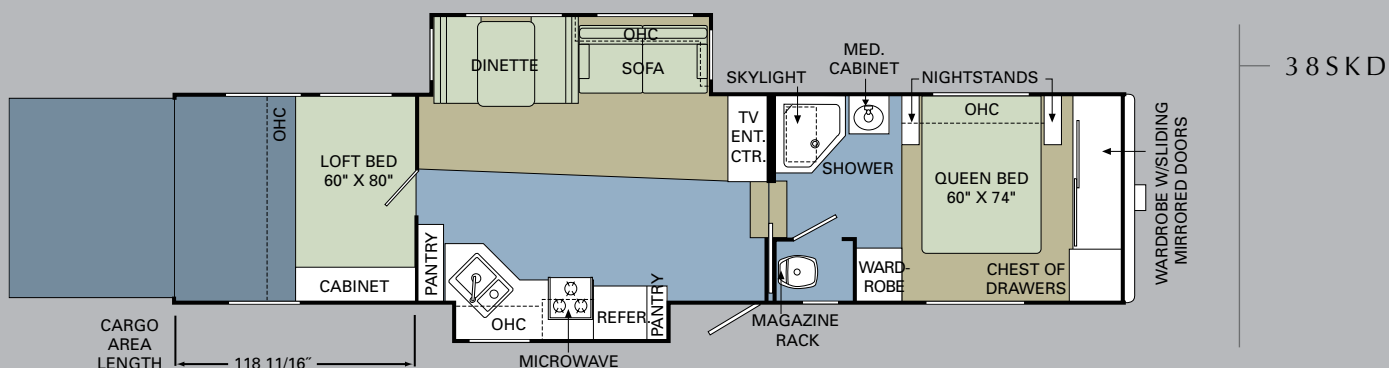 OHC
DINETTE
SOFA
MED.
CABINET
SKYLIGHT
NIGHTSTANDS
38SKD
OHC
LOFT BED
60" X 80"
TV
ENT.
CTR.
SHOWER
OHC
QUEEN BED
60" X 74"
WARDROBE W/SLIDING
MIRRORED DOORS
PANTRY
CABINET
WARD-
ROBE
CHEST OF
DRAWERS
OHC
REFER.
PANTRY
MAGAZINE
RACK
CARGO
AREA
LENGTH
118 11/16"
MICROWAVE